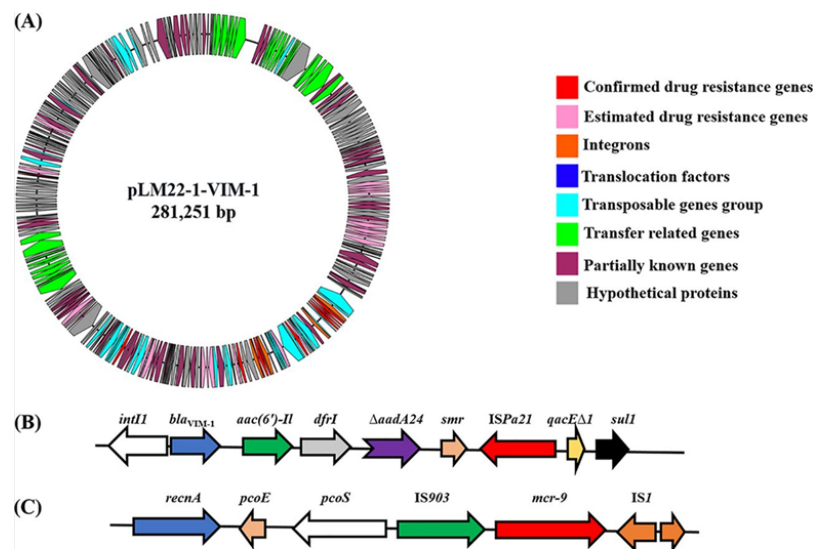 (A)
pLM22-1-VIM-1
281,251 bp
Confirmed drug resistance genes
Estimated drug resistance genes
Integrons
Translocation factors
Transposable genes group
Transfer related genes
Partially known genes
Hypothetical proteins
(B)
intI1 blaVIM-1 aac(6')-Il dfrI ΔaadA24 smr ISPa21 qacEΔ1 sul1
(C)
recnA pcoE pcoS IS903 mcr-9 IS1